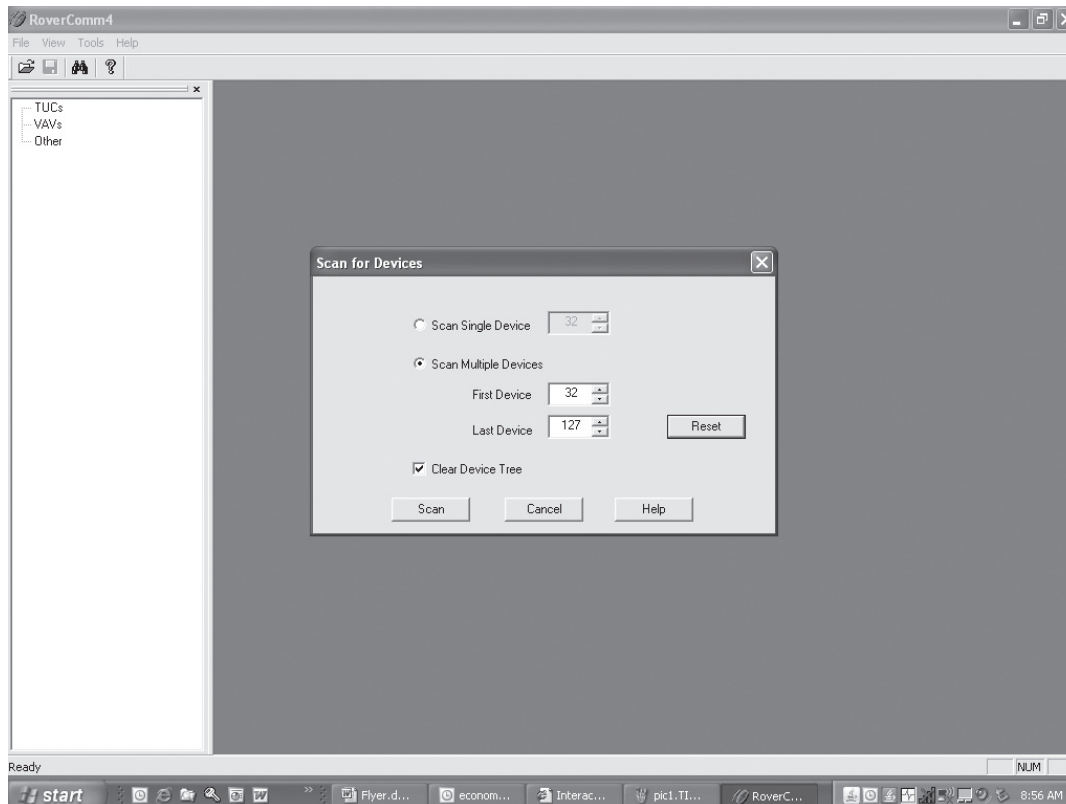 RoverComm4
File View Tools Help
TUCs
VAVs
Other
Scan for Devices
Scan Single Device 32
Scan Multiple Devices
First Device 32
Last Device 127
Reset
Clear Device Tree
Scan Cancel Help
Ready NUM
start Flyer.d... econom... Interac... pic1.TI... RoverC... 8:56 AM